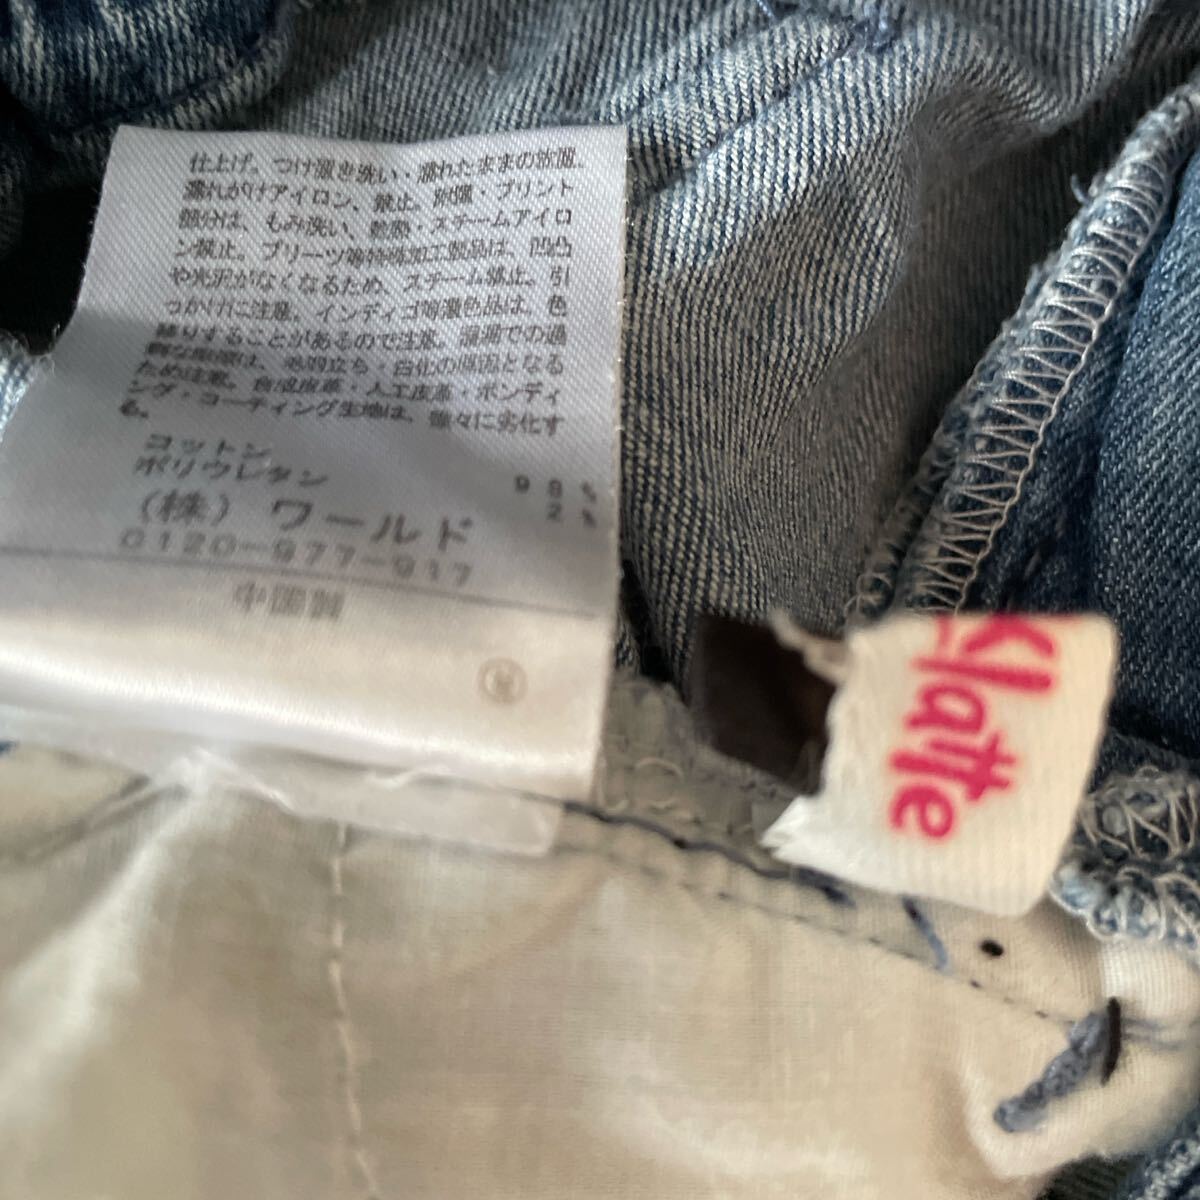 仕上げ。つけ置き洗い・濡れたままの放置、
濡れがけアイロン、禁止。附属・プリント
部分は、もみ洗い、乾熱・スチームアイロ
ン禁止。プリーツ等特殊加工製品は、凹凸
や光沢がなくなるため、スチーム禁止。引
っかけに注意。インディゴ等濃色品は、色
移りすることがあるので注意。湿潤での過
度な摩擦は、毛羽立ち・白化の原因となる
ため注意。合成皮革・人工皮革・ボンディ
ング・コーティング生地は、徐々に劣化す
る。
コットン 98%
ポリウレタン 2%
(株)ワールド
0120-977-917
中国製
latte